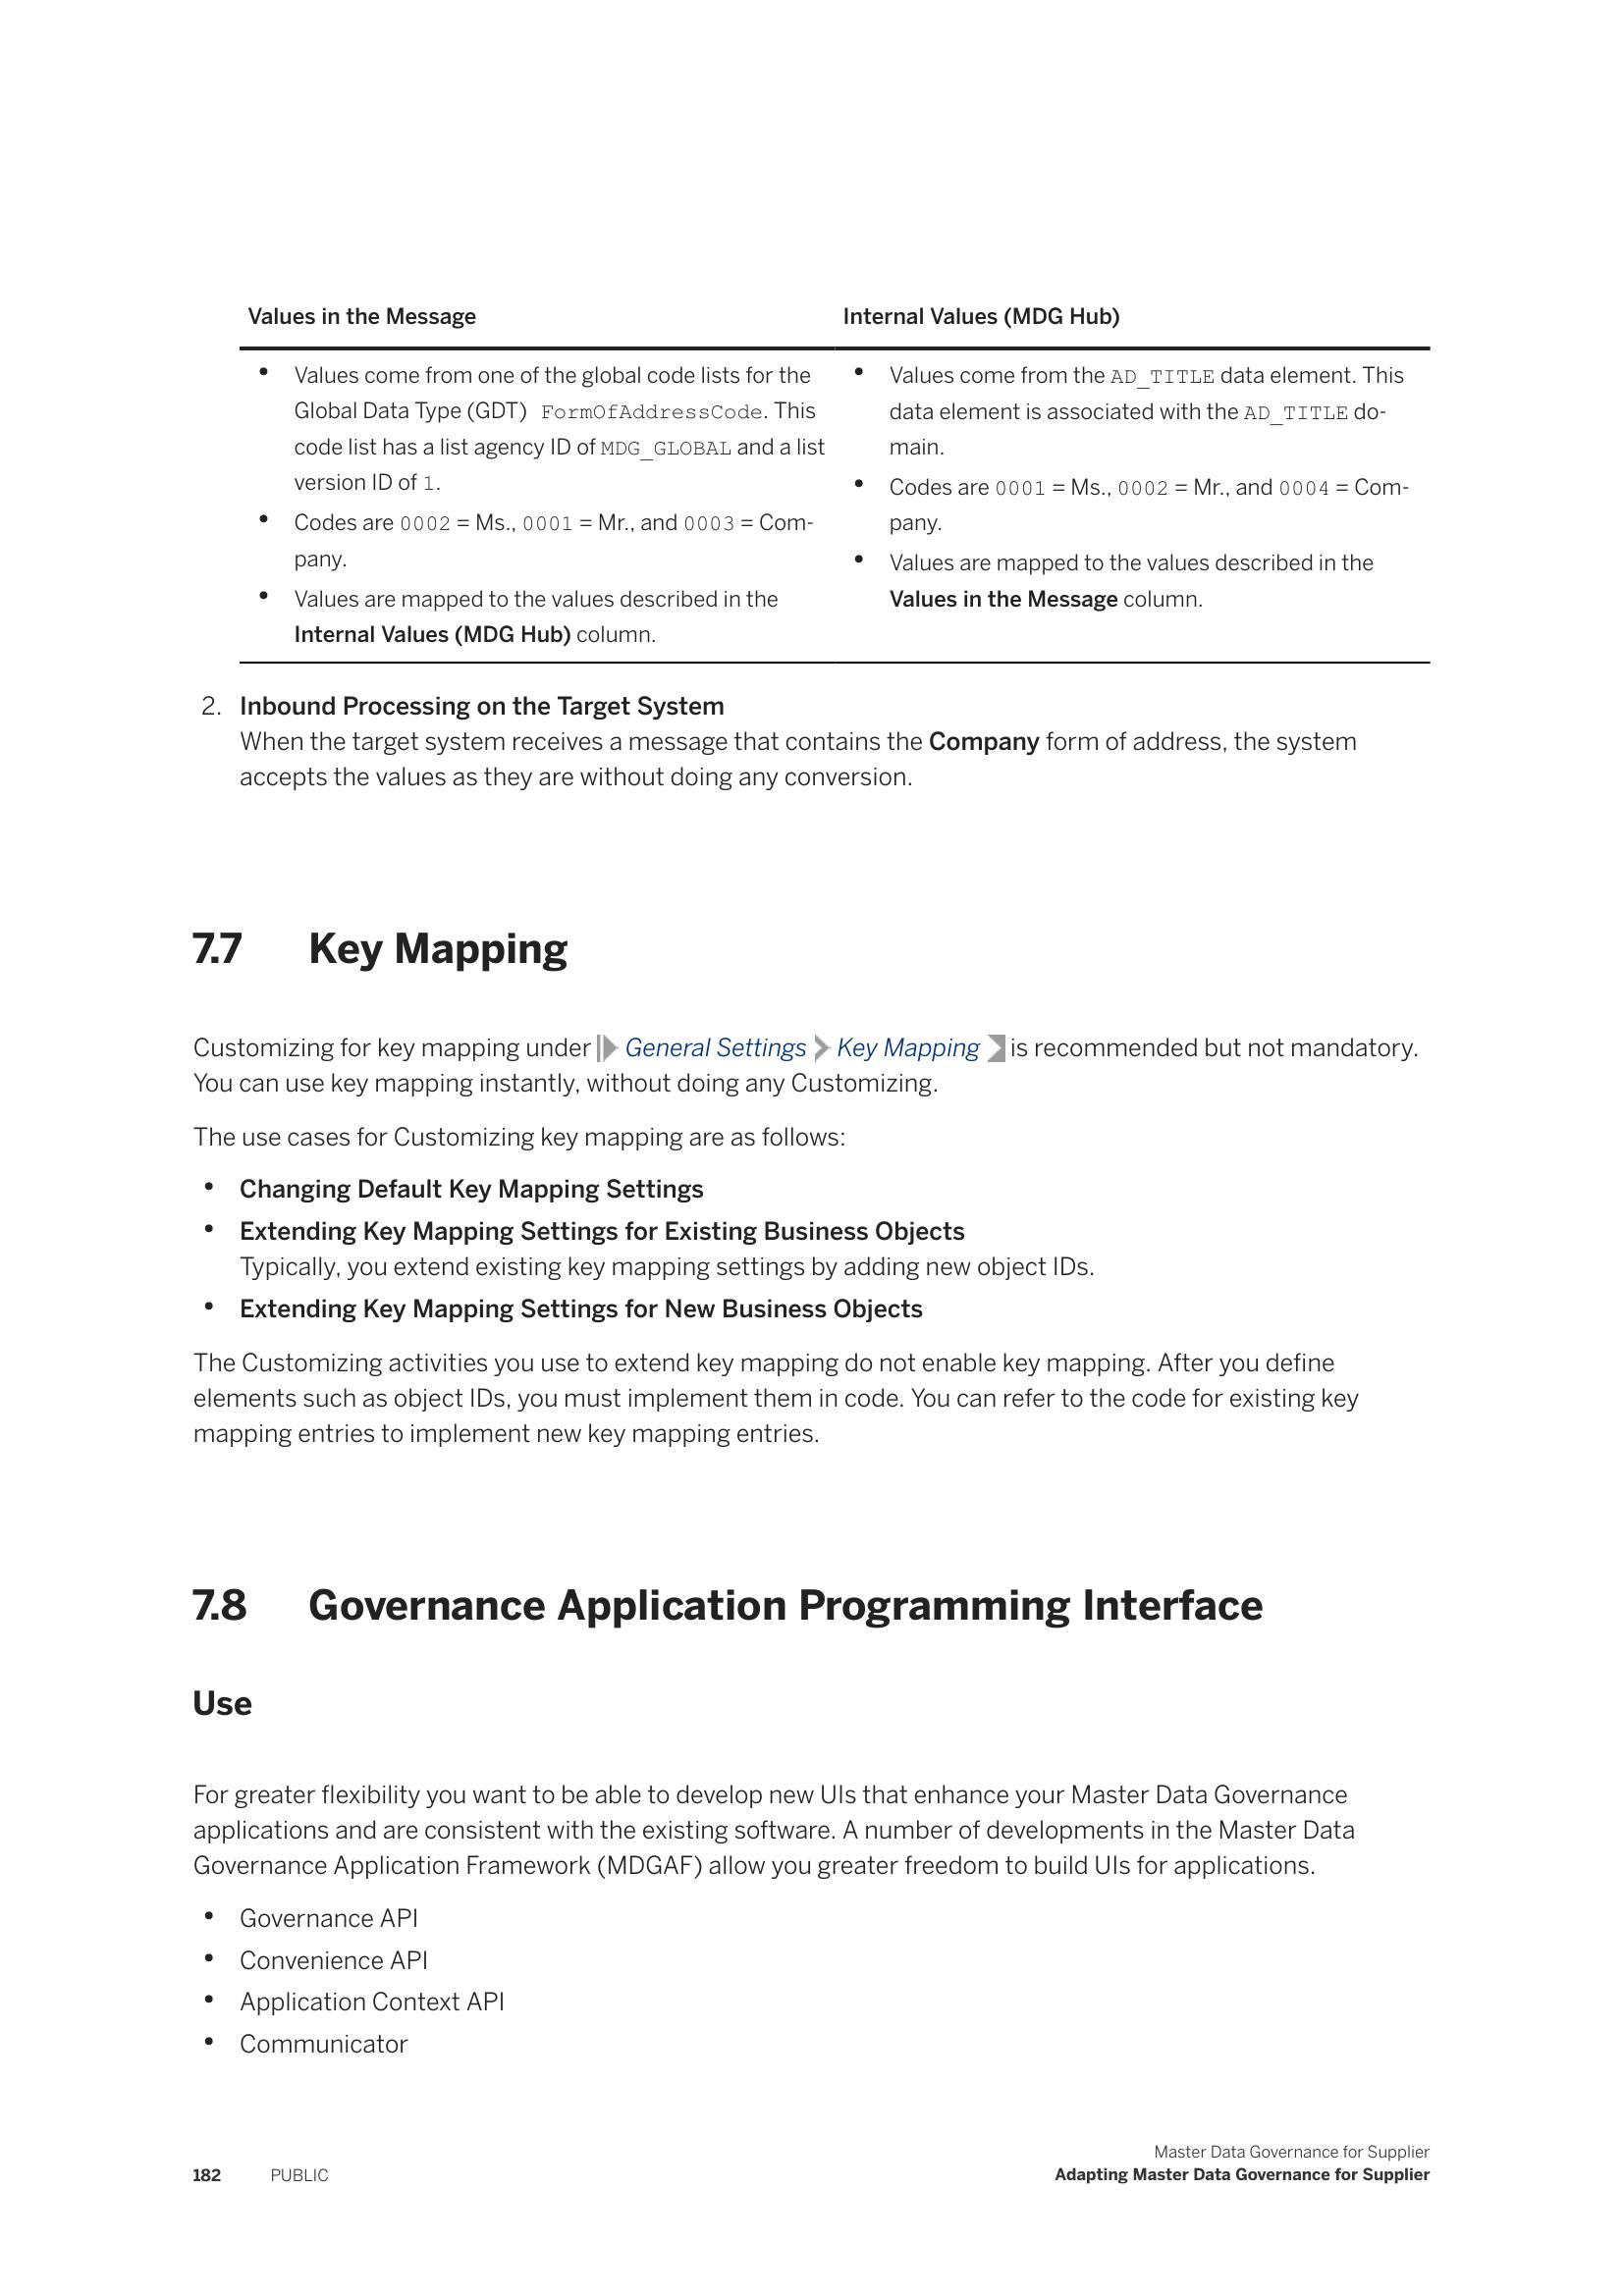 Values in the Message
Internal Values (MDG Hub)
• Values come from one of the global code lists for the
Global Data Type (GDT) FormOfAddressCode. This
code list has a list agency ID of MDG_GLOBAL and a list
version ID of 1.
• Codes are 0002 = Ms., 0001 = Mr., and 0003 = Com-
pany.
• Values are mapped to the values described in the
Internal Values (MDG Hub) column.
• Values come from the AD_TITLE data element. This
data element is associated with the AD_TITLE do-
main.
• Codes are 0001 = Ms., 0002 = Mr., and 0004 = Com-
pany.
• Values are mapped to the values described in the
Values in the Message column.
2. Inbound Processing on the Target System
When the target system receives a message that contains the Company form of address, the system
accepts the values as they are without doing any conversion.
7.7 Key Mapping
Customizing for key mapping under General Settings Key Mapping is recommended but not mandatory.
You can use key mapping instantly, without doing any Customizing.
The use cases for Customizing key mapping are as follows:
• Changing Default Key Mapping Settings
• Extending Key Mapping Settings for Existing Business Objects
Typically, you extend existing key mapping settings by adding new object IDs.
• Extending Key Mapping Settings for New Business Objects
The Customizing activities you use to extend key mapping do not enable key mapping. After you define
elements such as object IDs, you must implement them in code. You can refer to the code for existing key
mapping entries to implement new key mapping entries.
7.8 Governance Application Programming Interface
Use
For greater flexibility you want to be able to develop new UIs that enhance your Master Data Governance
applications and are consistent with the existing software. A number of developments in the Master Data
Governance Application Framework (MDGAF) allow you greater freedom to build UIs for applications.
• Governance API
• Convenience API
• Application Context API
• Communicator
Master Data Governance for Supplier
182 PUBLIC Adapting Master Data Governance for Supplier